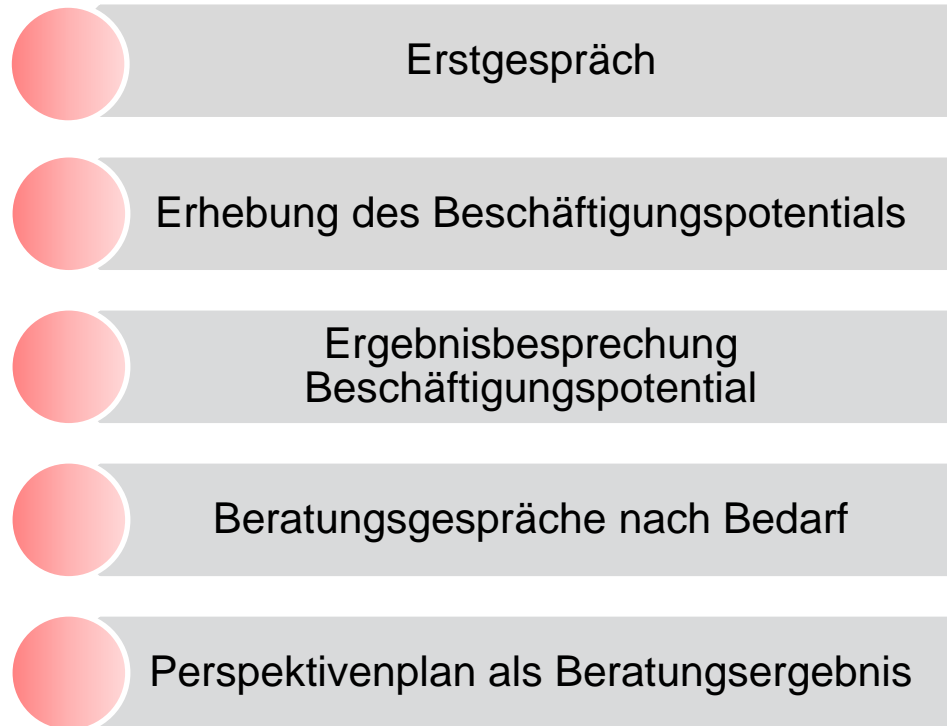 Erstgespräch
Erhebung des Beschäftigungspotentials
Ergebnisbesprechung
Beschäftigungspotential
Beratungsgespräche nach Bedarf
Perspektivenplan als Beratungsergebnis